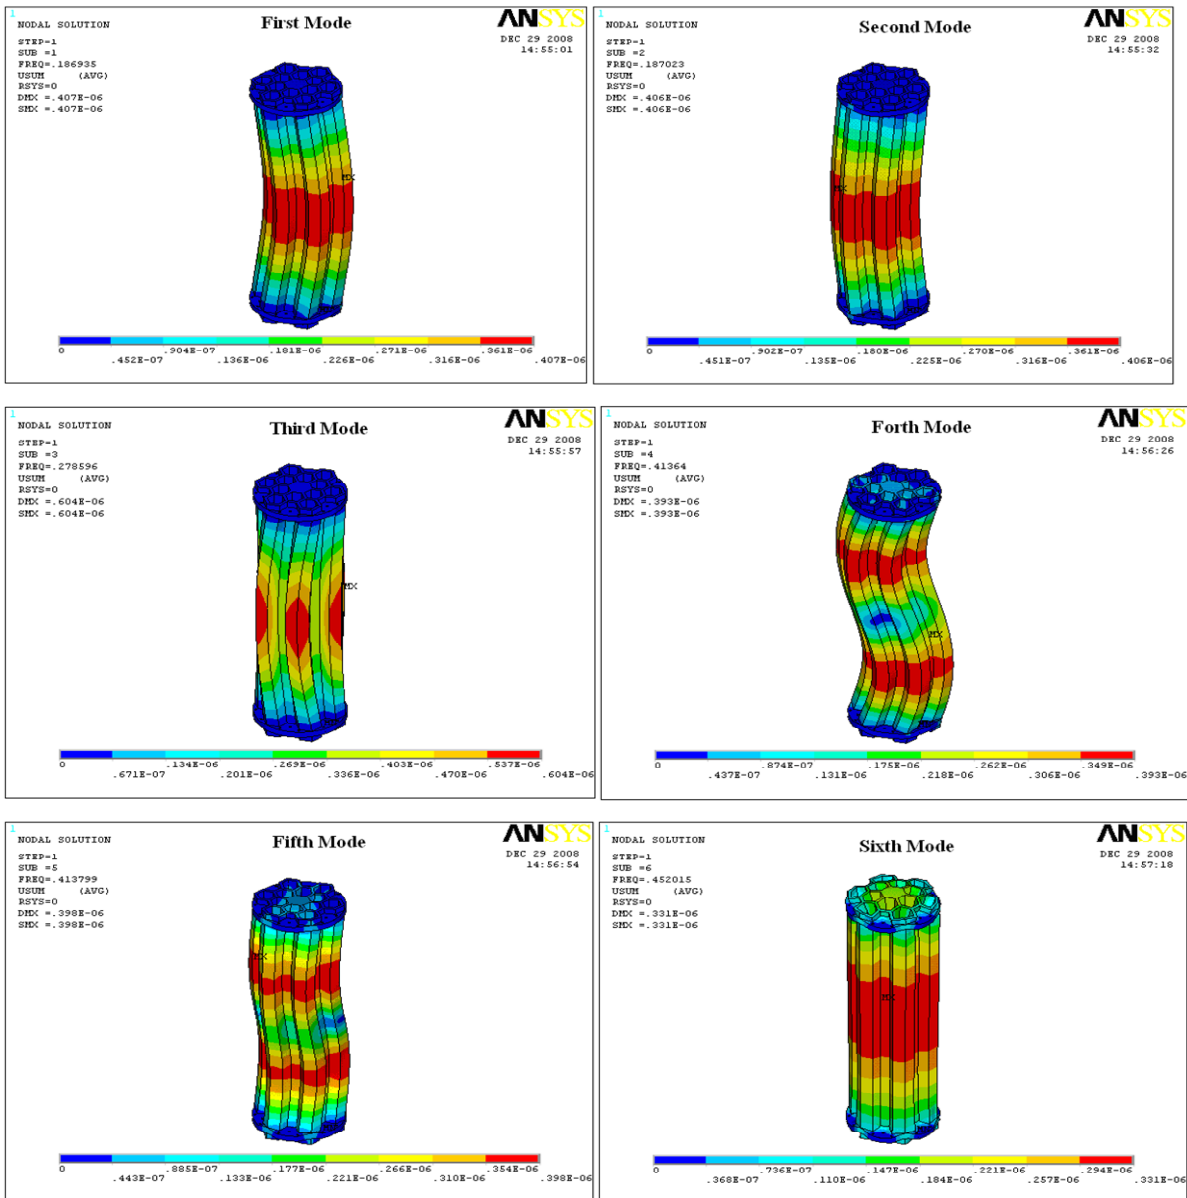 1
NODAL SOLUTION
First Mode
ANSYS
STEP=1
SUB =1
FREQ=.186935
USUM (AVG)
RSYS=0
DMX =.407E-06
SMX =.407E-06
DEC 29 2008
14:55:01
MX
0 .904E-07 .181E-06 .271E-06 .361E-06
.452E-07 .136E-06 .226E-06 .316E-06 .407E-06
1
NODAL SOLUTION
Second Mode
ANSYS
STEP=1
SUB =2
FREQ=.187023
USUM (AVG)
RSYS=0
DMX =.406E-06
SMX =.406E-06
DEC 29 2008
14:55:32
MX
0 .902E-07 .180E-06 .270E-06 .361E-06
.451E-07 .135E-06 .225E-06 .316E-06 .406E-06
1
NODAL SOLUTION
Third Mode
ANSYS
STEP=1
SUB =3
FREQ=.278596
USUM (AVG)
RSYS=0
DMX =.604E-06
SMX =.604E-06
DEC 29 2008
14:55:57
MX
0 .134E-06 .269E-06 .403E-06 .537E-06
.671E-07 .201E-06 .336E-06 .470E-06 .604E-06
1
NODAL SOLUTION
Forth Mode
ANSYS
STEP=1
SUB =4
FREQ=.41364
USUM (AVG)
RSYS=0
DMX =.393E-06
SMX =.393E-06
DEC 29 2008
14:56:26
MX
0 .874E-07 .175E-06 .262E-06 .349E-06
.437E-07 .131E-06 .218E-06 .306E-06 .393E-06
1
NODAL SOLUTION
Fifth Mode
ANSYS
STEP=1
SUB =5
FREQ=.413799
USUM (AVG)
RSYS=0
DMX =.398E-06
SMX =.398E-06
DEC 29 2008
14:56:54
MX
0 .885E-07 .177E-06 .266E-06 .354E-06
.443E-07 .133E-06 .221E-06 .310E-06 .398E-06
1
NODAL SOLUTION
Sixth Mode
ANSYS
STEP=1
SUB =6
FREQ=.452015
USUM (AVG)
RSYS=0
DMX =.331E-06
SMX =.331E-06
DEC 29 2008
14:57:18
MX
0 .736E-07 .147E-06 .221E-06 .294E-06
.368E-07 .110E-06 .184E-06 .257E-06 .331E-06